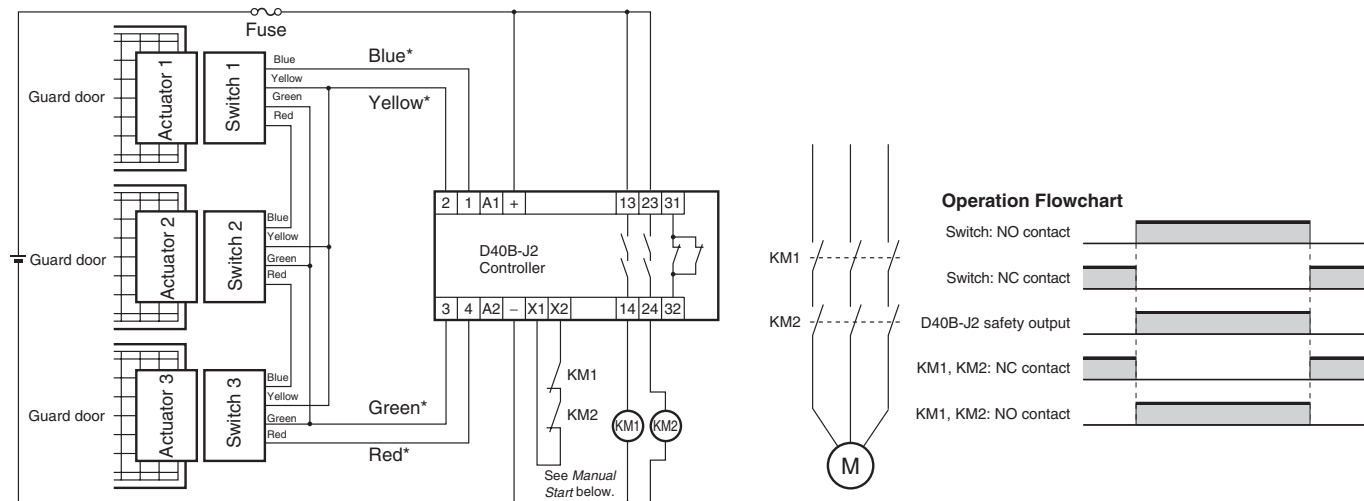 Fuse
Guard door
Actuator 1
Switch 1
Blue
Yellow
Green
Red
Blue*
Yellow*
Guard door
Actuator 2
Switch 2
Blue
Yellow
Green
Red
Guard door
Actuator 3
Switch 3
Blue
Yellow
Green
Red
Green*
Red*
2 1 A1 + 13 23 31
D40B-J2
Controller
3 4 A2 − X1 X2 14 24 32
KM1
KM2
KM1 KM2
See Manual
Start below.
KM1
KM2
M
Operation Flowchart
Switch: NO contact
Switch: NC contact
D40B-J2 safety output
KM1, KM2: NC contact
KM1, KM2: NO contact